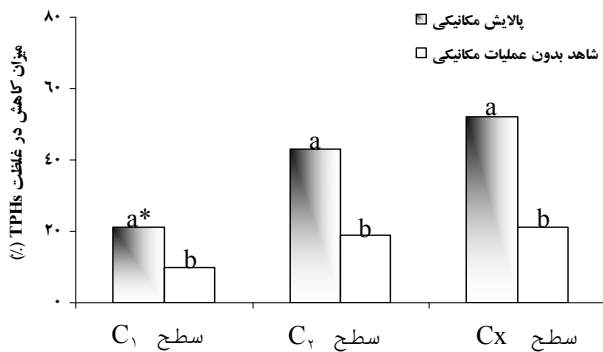 ۸۰
۶۰
۴۰
۲۰
۰
میزان کاهش در غلظت TPHs (٪)
پالایش مکانیکی
شاهد بدون عملیات مکانیکی
a*
b
a
b
a
b
سطح C۱
سطح C۲
سطح Cx